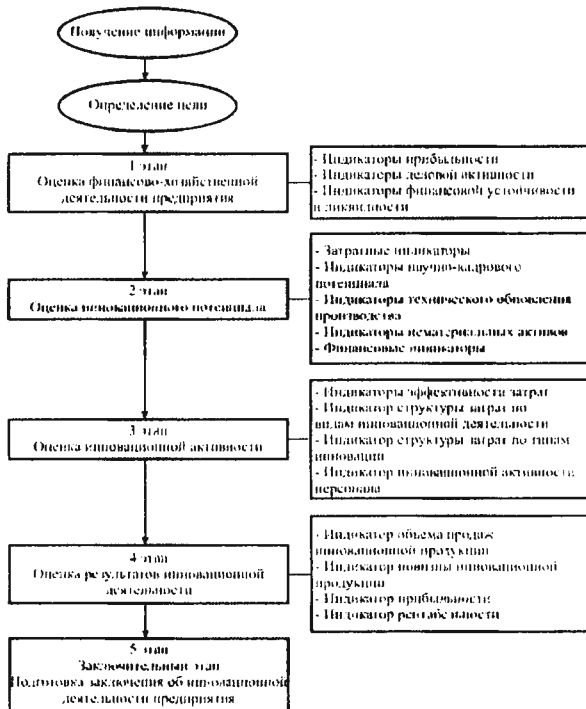 Получение информации
Определение цели
1 этап
Оценка финансово-хозяйственной
деятельности предприятия
- Индикаторы прибыльности
- Индикаторы деловой активности
- Индикаторы финансовой устойчивости
и ликвидности
2 этап
Оценка инновационного потенциала
- Затратные индикаторы
- Индикаторы научно-кадрового
потенциала
- Индикаторы технического обновления
производства
- Индикаторы нематериальных активов
- Финансовые индикаторы
3 этап
Оценка инновационной активности
- Индикаторы эффективности затрат
- Индикатор структуры затрат по
видам инновационной деятельности
- Индикатор структуры затрат по типам
инновации
- Индикатор инновационной активности
персонала
4 этап
Оценка результатов инновационной
деятельности
- Индикатор объема продаж
инновационной продукции
- Индикатор новизны инновационной
продукции
- Индикатор прибыльности
- Индикатор рентабельности
5 этап
Заключительный этап
Подготовка заключения об инновационной
деятельности предприятия